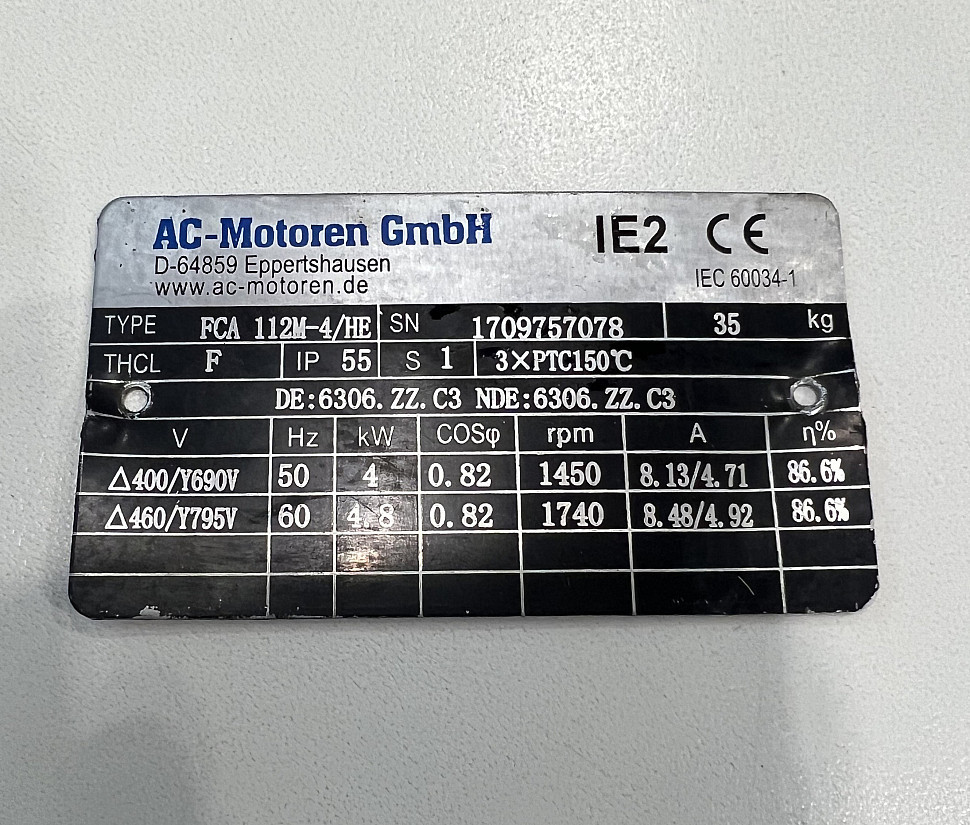 AC-Motoren GmbH IE2 CE
D-64859 Eppertshausen
www.ac-motoren.de IEC 60034-1
TYPE FCA 112M-4/HE SN 1709757078 35 kg
THCL F IP 55 S 1 3×PTC150℃
DE:6306.ZZ.C3 NDE:6306.ZZ.C3
V Hz kW COSφ rpm A η%
△400/Y690V 50 4 0.82 1450 8.13/4.71 86.6%
△460/Y795V 60 4.8 0.82 1740 8.48/4.92 86.6%